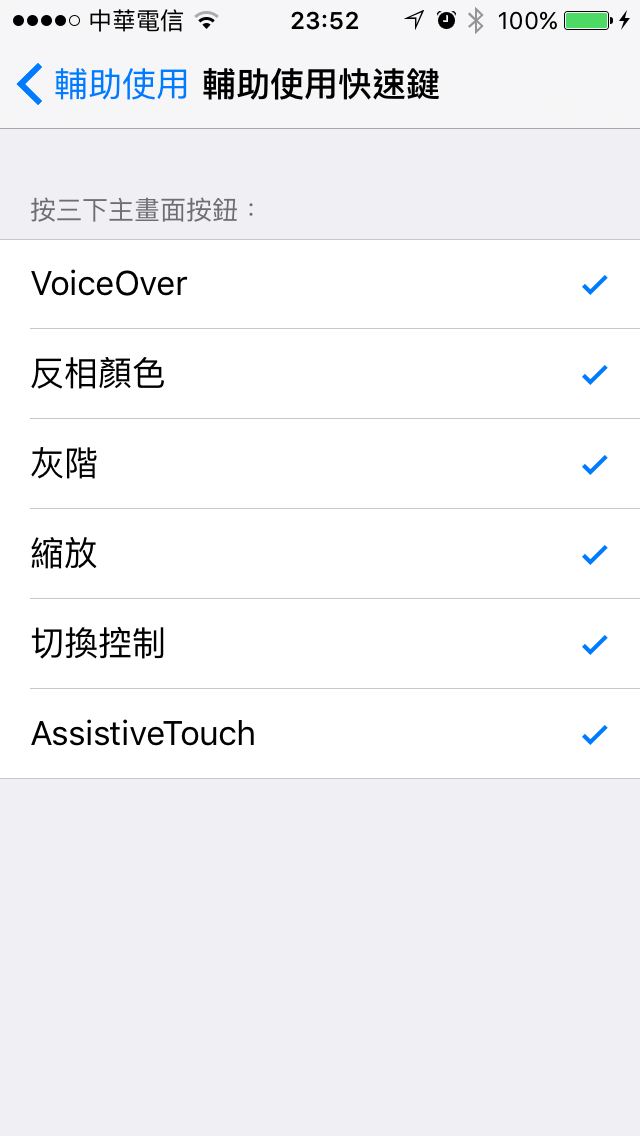 中華電信 23:52 100%
輔助使用 輔助使用快速鍵
按三下主畫面按鈕：
VoiceOver
反相顏色
灰階
縮放
切換控制
AssistiveTouch